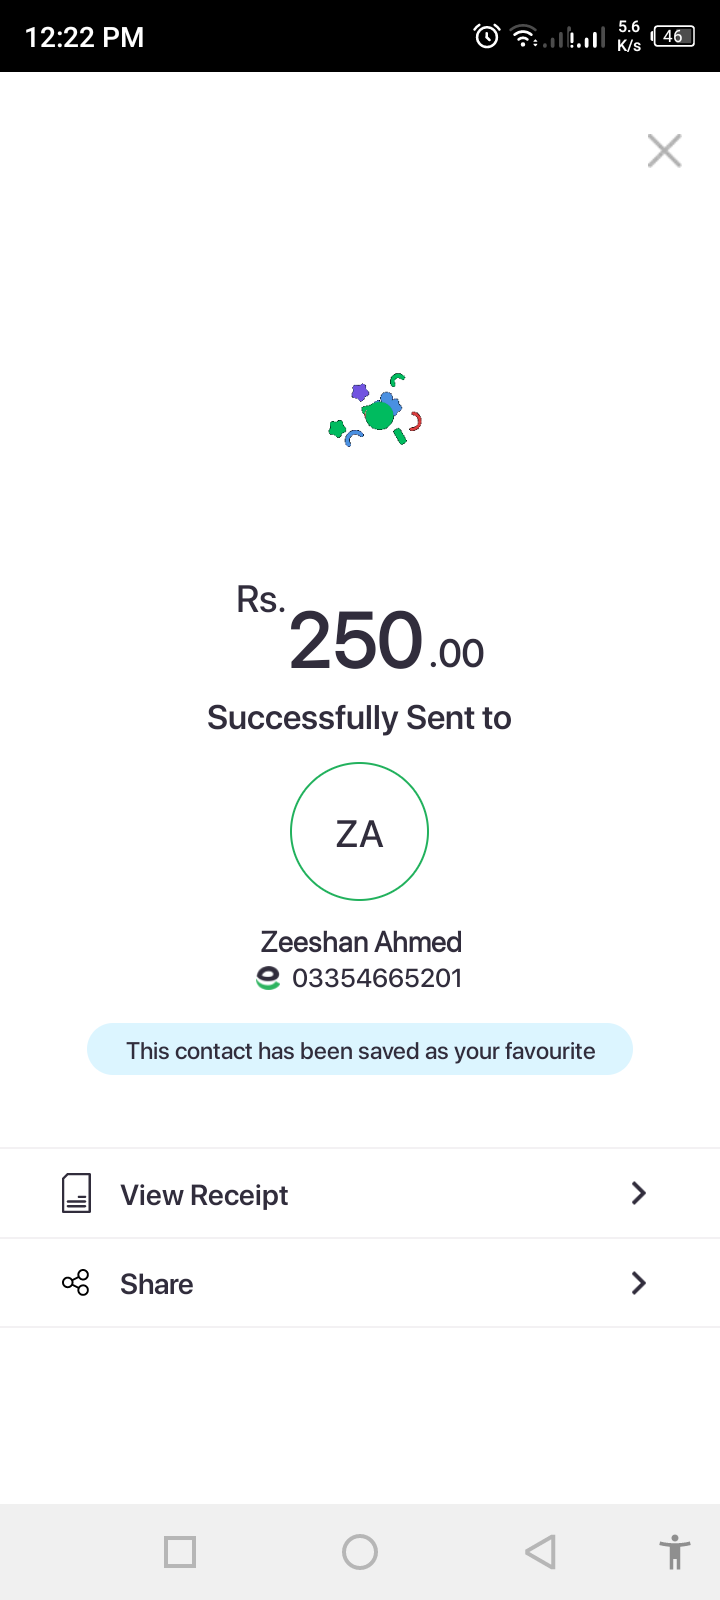 12:22 PM
5.6
K/s
46
Rs.
250.00
Successfully Sent to
ZA
Zeeshan Ahmed
03354665201
This contact has been saved as your favourite
View Receipt
Share